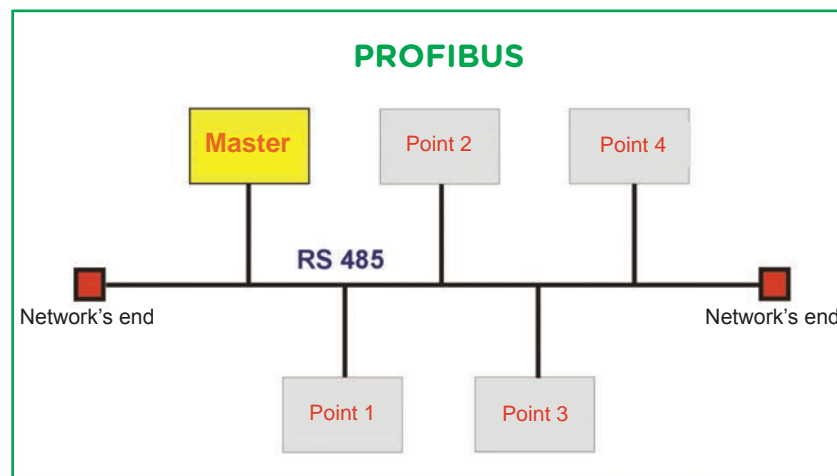 PROFIBUS
Master
Point 2
Point 4
RS 485
Network's end
Network's end
Point 1
Point 3